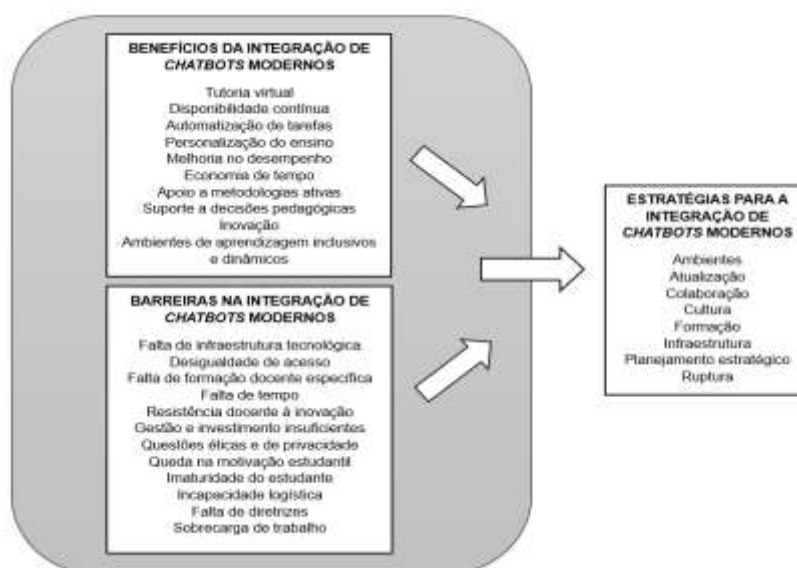 BENEFÍCIOS DA INTEGRAÇÃO DE
CHATBOTS MODERNOS
Tutoria virtual
Disponibilidade contínua
Automatização de tarefas
Personalização do ensino
Melhoria no desempenho
Economia de tempo
Apoio a metodologias ativas
Suporte a decisões pedagógicas
Inovação
Ambientes de aprendizagem inclusivos
e dinâmicos
BARREIRAS NA INTEGRAÇÃO DE
CHATBOTS MODERNOS
Falta de infraestrutura tecnológica
Desigualdade de acesso
Falta de formação docente específica
Falta de tempo
Resistência docente à inovação
Gestão e investimento insuficientes
Questões éticas e de privacidade
Queda na motivação estudantil
Imaturidade do estudante
Incapacidade logística
Falta de diretrizes
Sobrecarga de trabalho
ESTRATÉGIAS PARA A
INTEGRAÇÃO DE
CHATBOTS MODERNOS
Ambientes
Atualização
Colaboração
Cultura
Formação
Infraestrutura
Planejamento estratégico
Ruptura